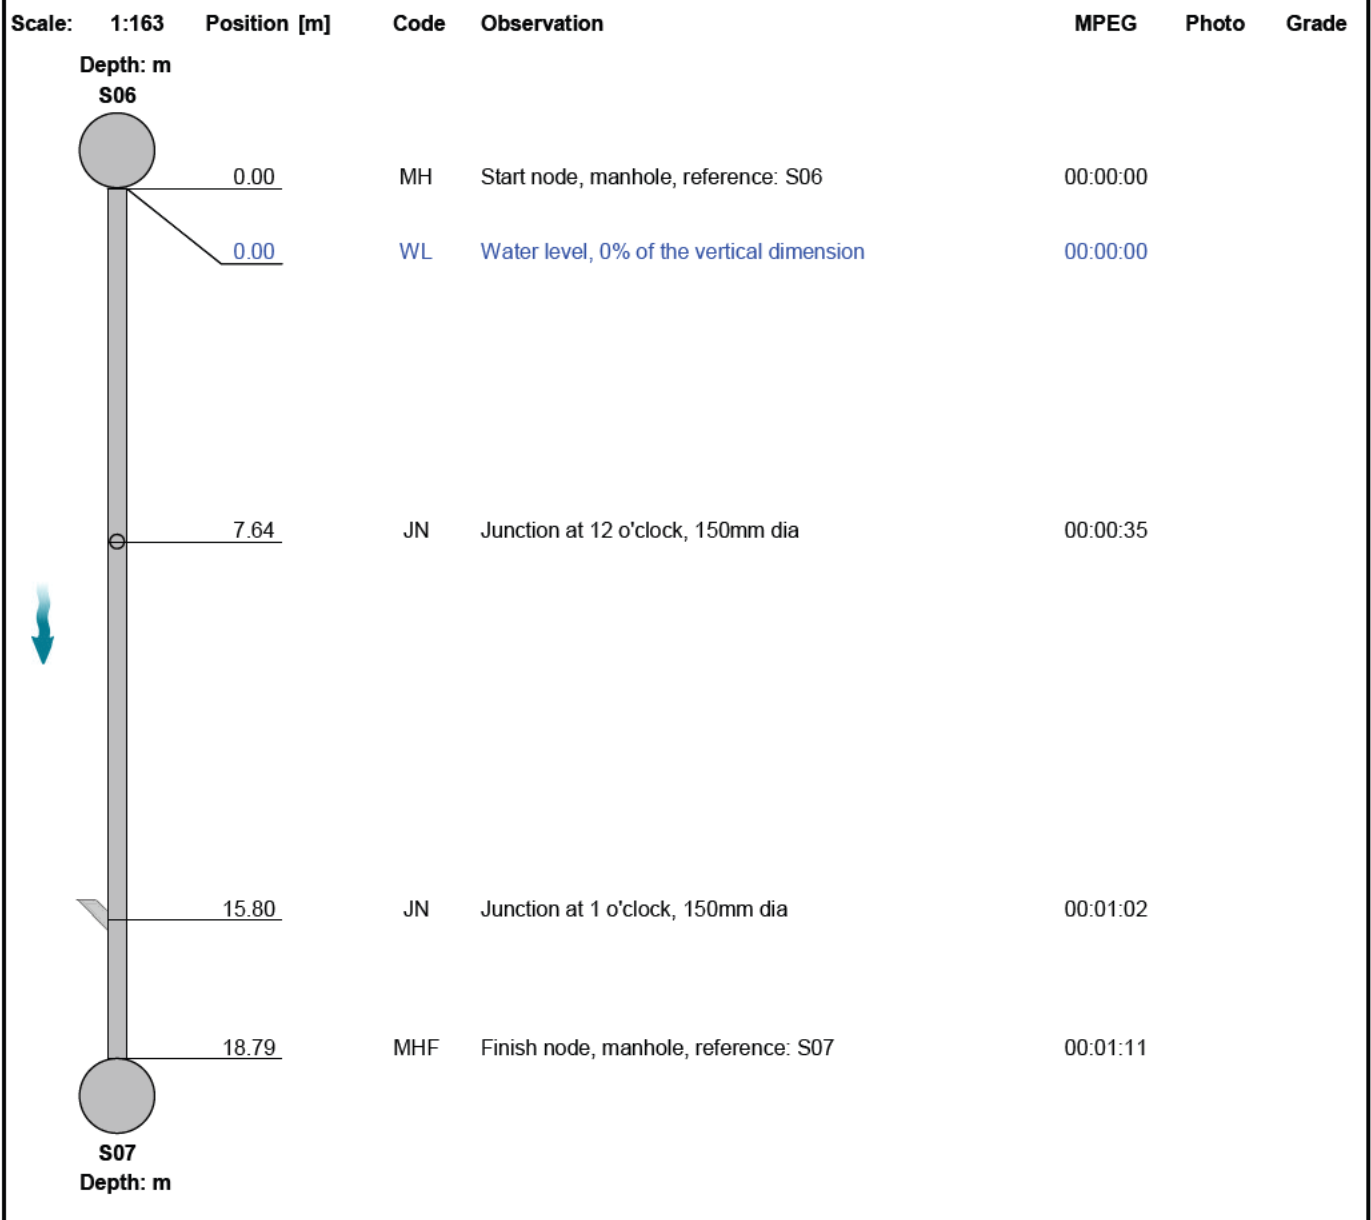 Scale: 1:163 Position [m] Code Observation MPEG Photo Grade
Depth: m
S06
0.00 MH Start node, manhole, reference: S06 00:00:00
0.00 WL Water level, 0% of the vertical dimension 00:00:00
7.64 JN Junction at 12 o'clock, 150mm dia 00:00:35
15.80 JN Junction at 1 o'clock, 150mm dia 00:01:02
18.79 MHF Finish node, manhole, reference: S07 00:01:11
S07
Depth: m